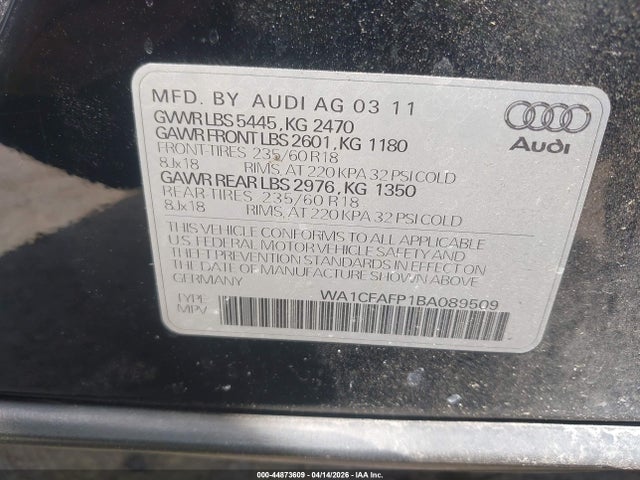 MFD. BY AUDI AG 03 11
GVWR LBS 5445, KG 2470
GAWR FRONT LBS 2601, KG 1180
FRONT-TIRES 235/60 R18
8Jx18 RIMS, AT 220 KPA 32 PSI COLD
GAWR REAR LBS 2976, KG 1350
REAR TIRES 235/60 R18
8Jx18 RIMS, AT 220 KPA 32 PSI COLD
THIS VEHICLE CONFORMS TO ALL APPLICABLE
U.S. FEDERAL MOTOR VEHICLE SAFETY AND
THEFT PREVENTION STANDARDS IN EFFECT ON
THE DATE OF MANUFACTURE SHOWN ABOVE
GERMANY
TYPE WA1CFAFP1BA089509
MPV
Audi
000-44873609 - 04/14/2026 - IAA Inc.